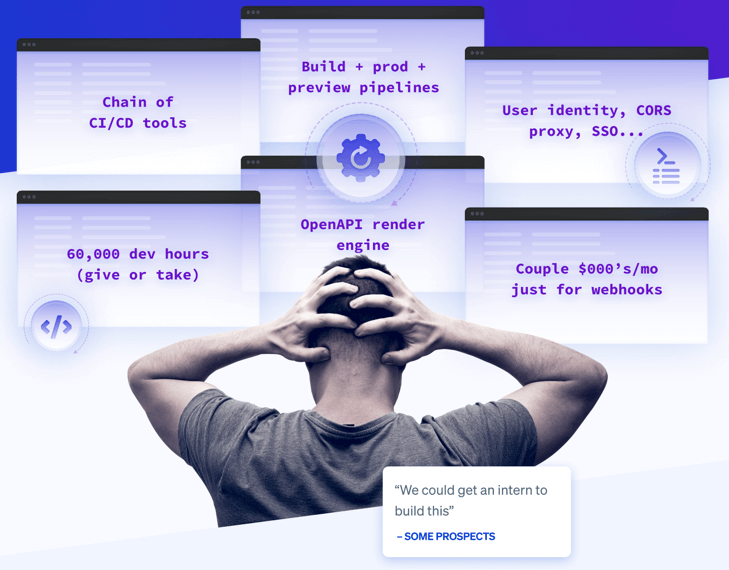 Build + prod +
preview pipelines
Chain of
CI/CD tools
User identity, CORS
proxy, SSO...
OpenAPI render
engine
60,000 dev hours
(give or take)
Couple $000’s/mo
just for webhooks
“We could get an intern to
build this”
– SOME PROSPECTS